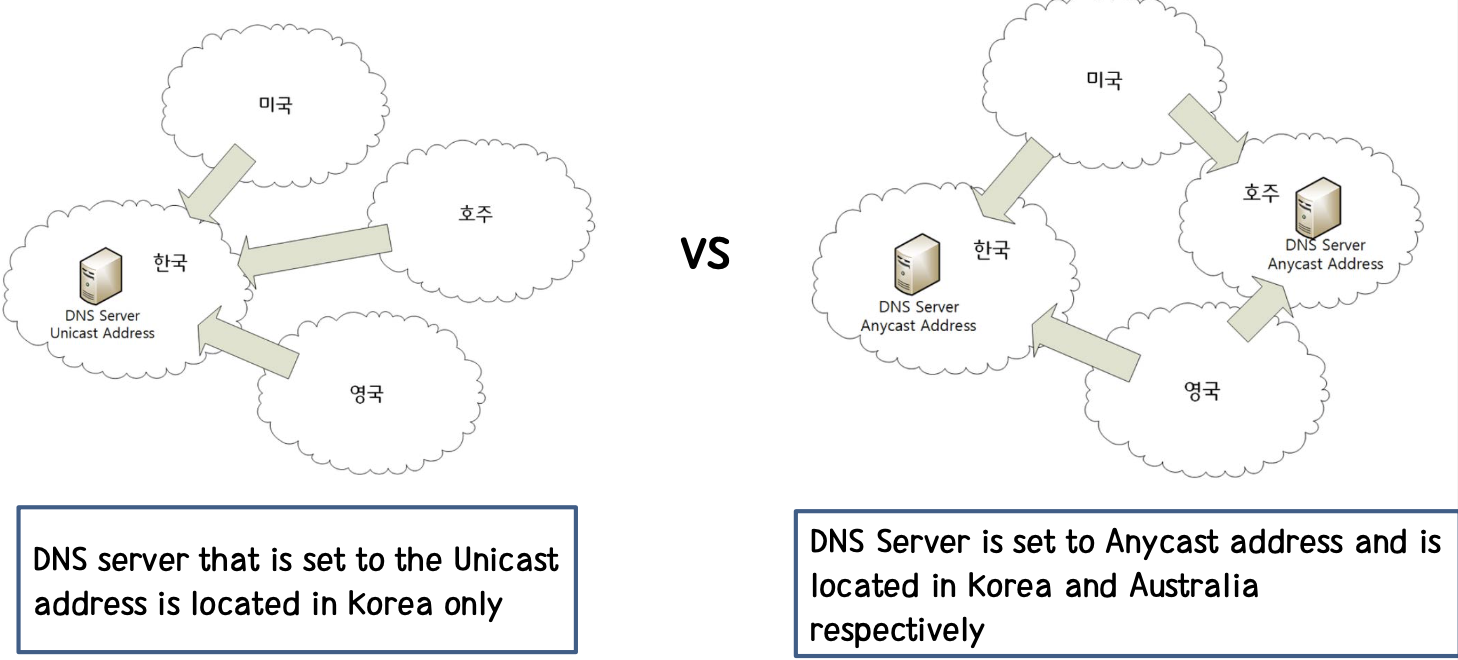 미국
호주
한국
DNS Server
Unicast Address
영국
DNS server that is set to the Unicast
address is located in Korea only
VS
미국
호주
DNS Server
Anycast Address
한국
DNS Server
Anycast Address
영국
DNS Server is set to Anycast address and is
located in Korea and Australia
respectively